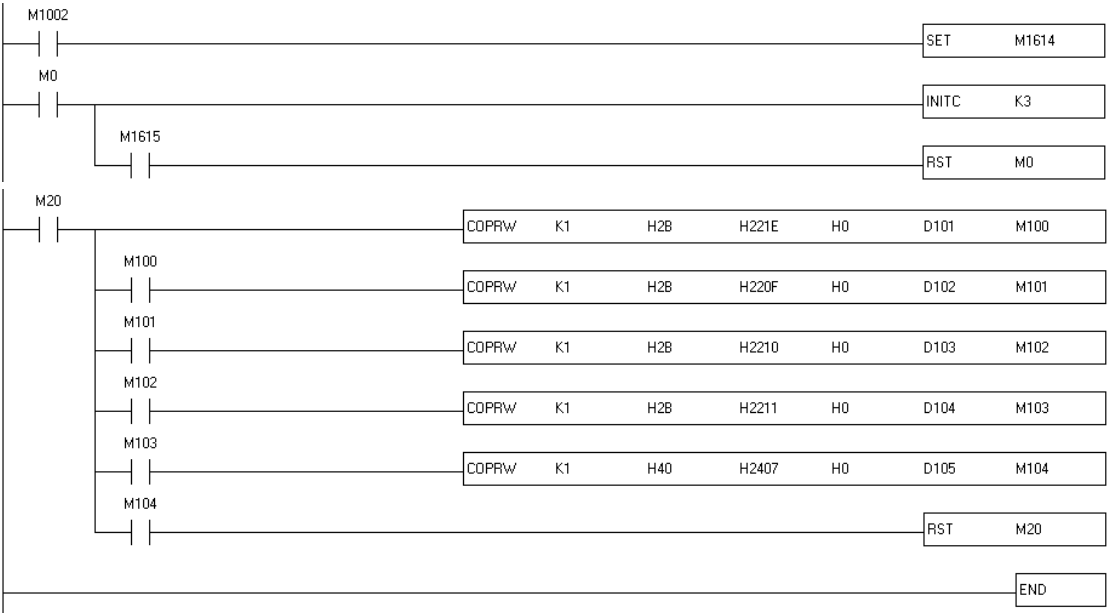 M1002
SET M1614
M0
INITC K3
M1615
RST M0
M20
COPRW K1 H2B H221E H0 D101 M100
M100
COPRW K1 H2B H220F H0 D102 M101
M101
COPRW K1 H2B H2210 H0 D103 M102
M102
COPRW K1 H2B H2211 H0 D104 M103
M103
COPRW K1 H40 H2407 H0 D105 M104
M104
RST M20
END